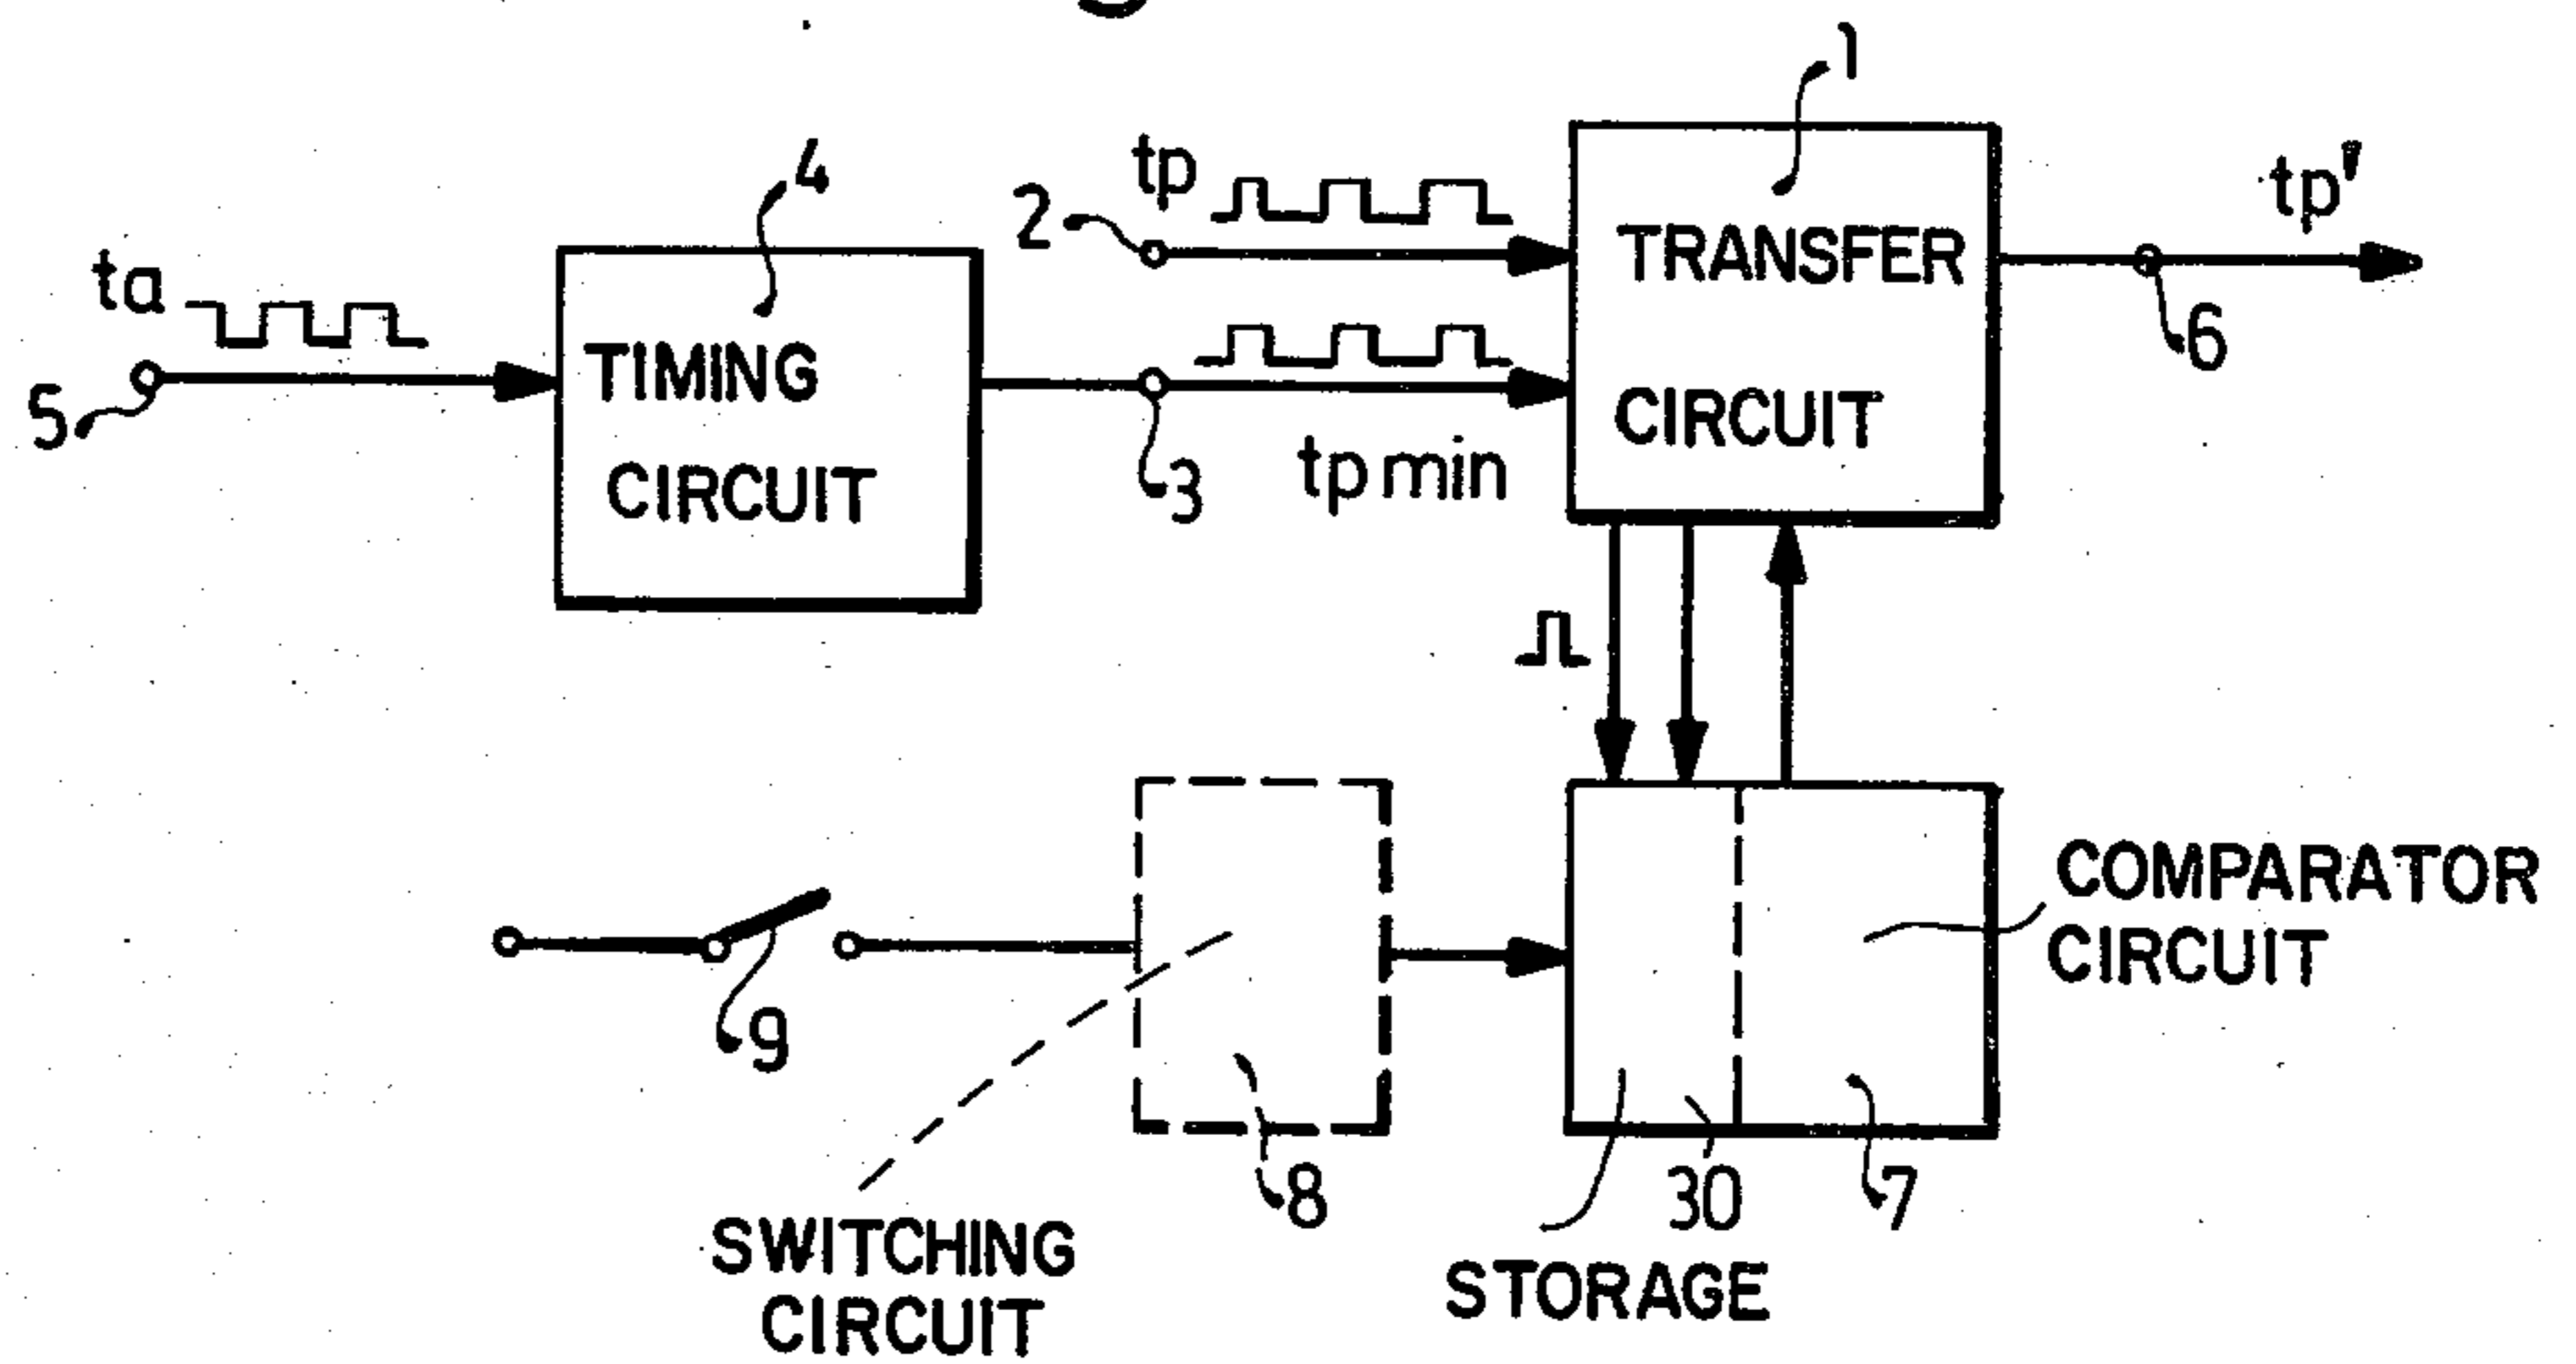 1
4
tp
tp'
2
ta
TRANSFER
6
TIMING
5
CIRCUIT
3
tp min
CIRCUIT
COMPARATOR
CIRCUIT
9
8
30
7
SWITCHING
CIRCUIT
STORAGE